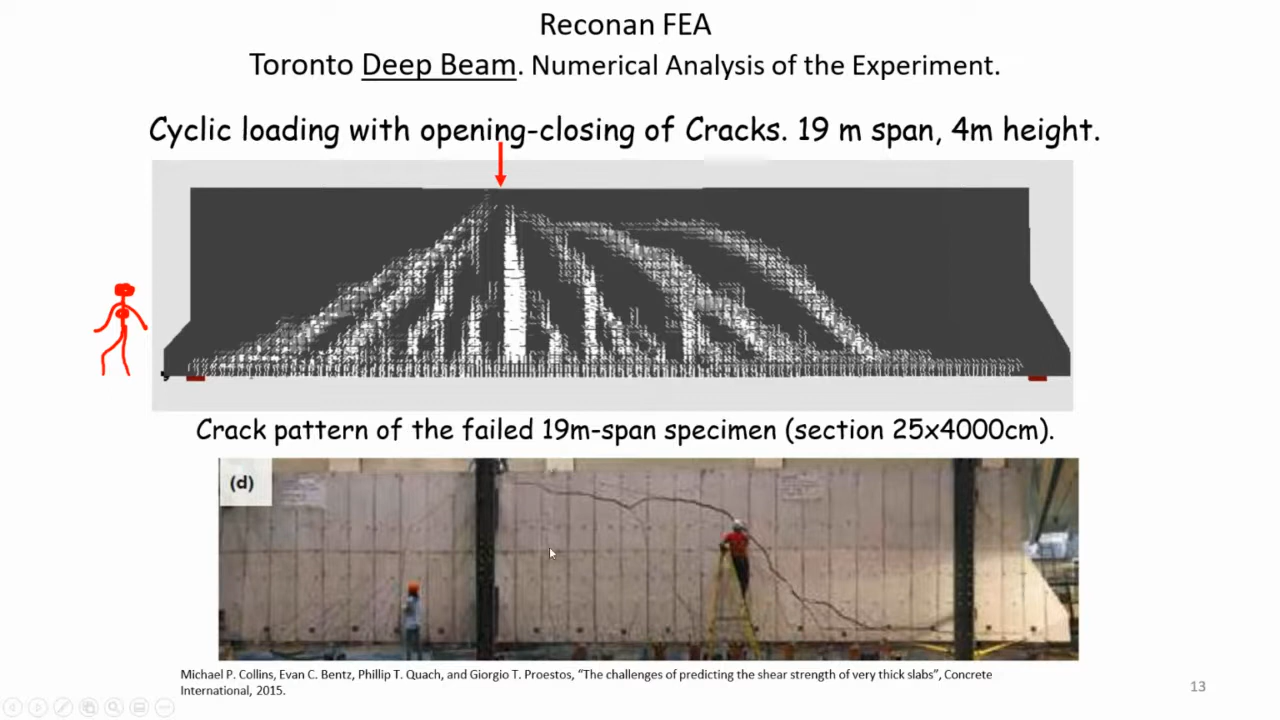 Reconan FEA
Toronto Deep Beam. Numerical Analysis of the Experiment.
Cyclic loading with opening-closing of Cracks. 19 m span, 4m height.
Crack pattern of the failed 19m-span specimen (section 25x4000cm).
(d)
Michael P. Collins, Evan C. Bentz, Phillip T. Quach, and Giorgio T. Proestos, “The challenges of predicting the shear strength of very thick slabs”, Concrete
International, 2015.
13